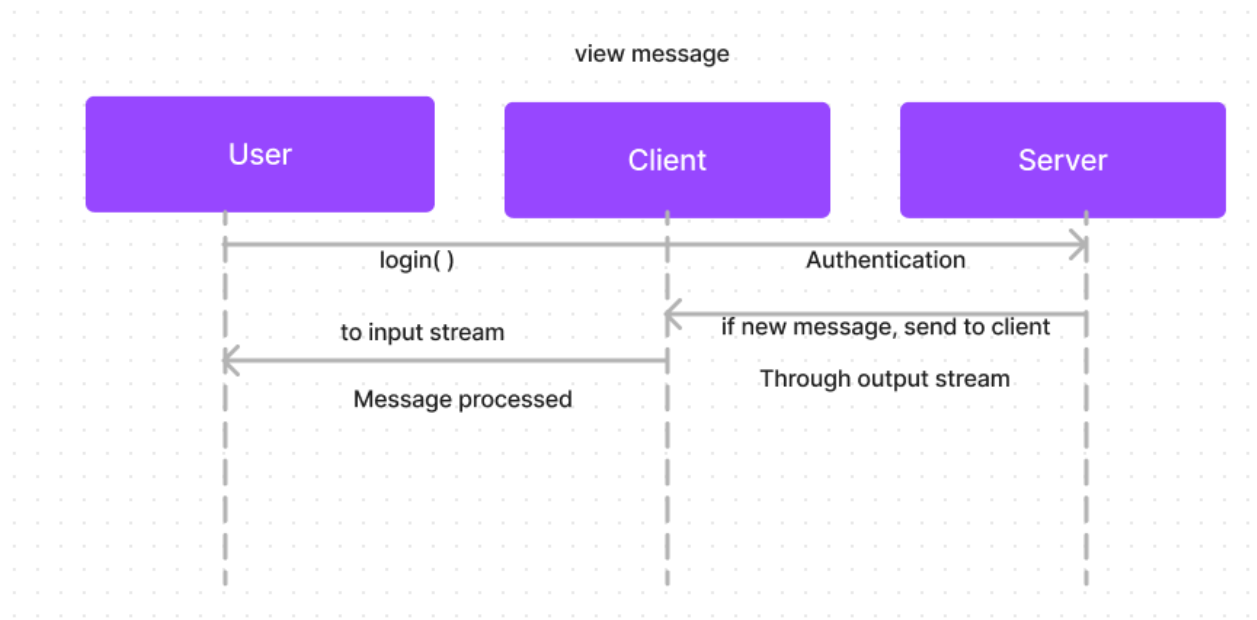 view message
User
Client
Server
login( )
Authentication
to input stream
if new message, send to client
Through output stream
Message processed